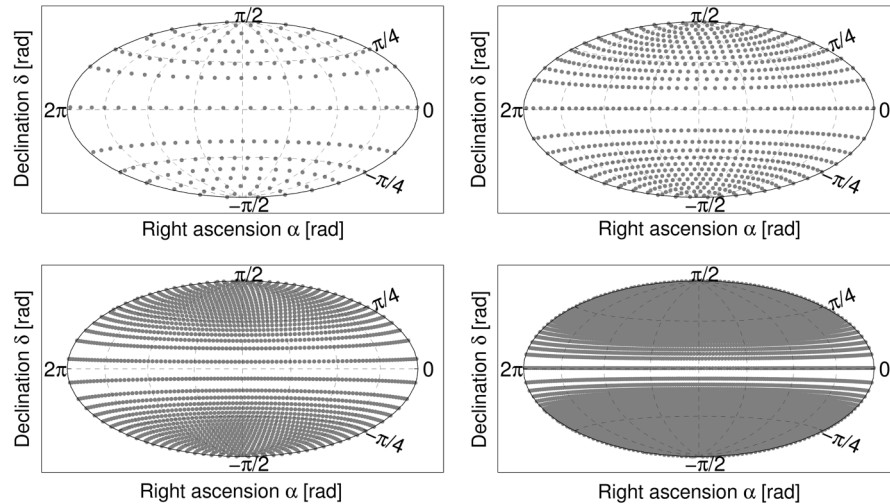 π/2
π/4
Declination δ [rad]
2π
0
−π/4
−π/2
Right ascension α [rad]
π/2
π/4
Declination δ [rad]
2π
0
−π/4
−π/2
Right ascension α [rad]
π/2
π/4
Declination δ [rad]
2π
0
−π/4
−π/2
Right ascension α [rad]
π/2
π/4
Declination δ [rad]
2π
0
−π/4
−π/2
Right ascension α [rad]